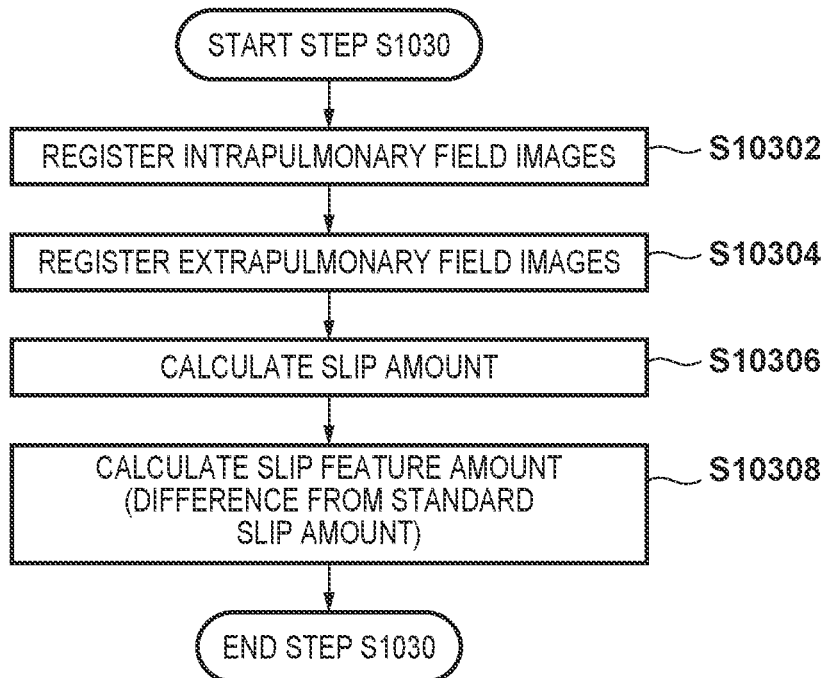 START STEP S1030
REGISTER INTRAPULMONARY FIELD IMAGES
S10302
REGISTER EXTRAPULMONARY FIELD IMAGES
S10304
CALCULATE SLIP AMOUNT
S10306
CALCULATE SLIP FEATURE AMOUNT
(DIFFERENCE FROM STANDARD
SLIP AMOUNT)
S10308
END STEP S1030